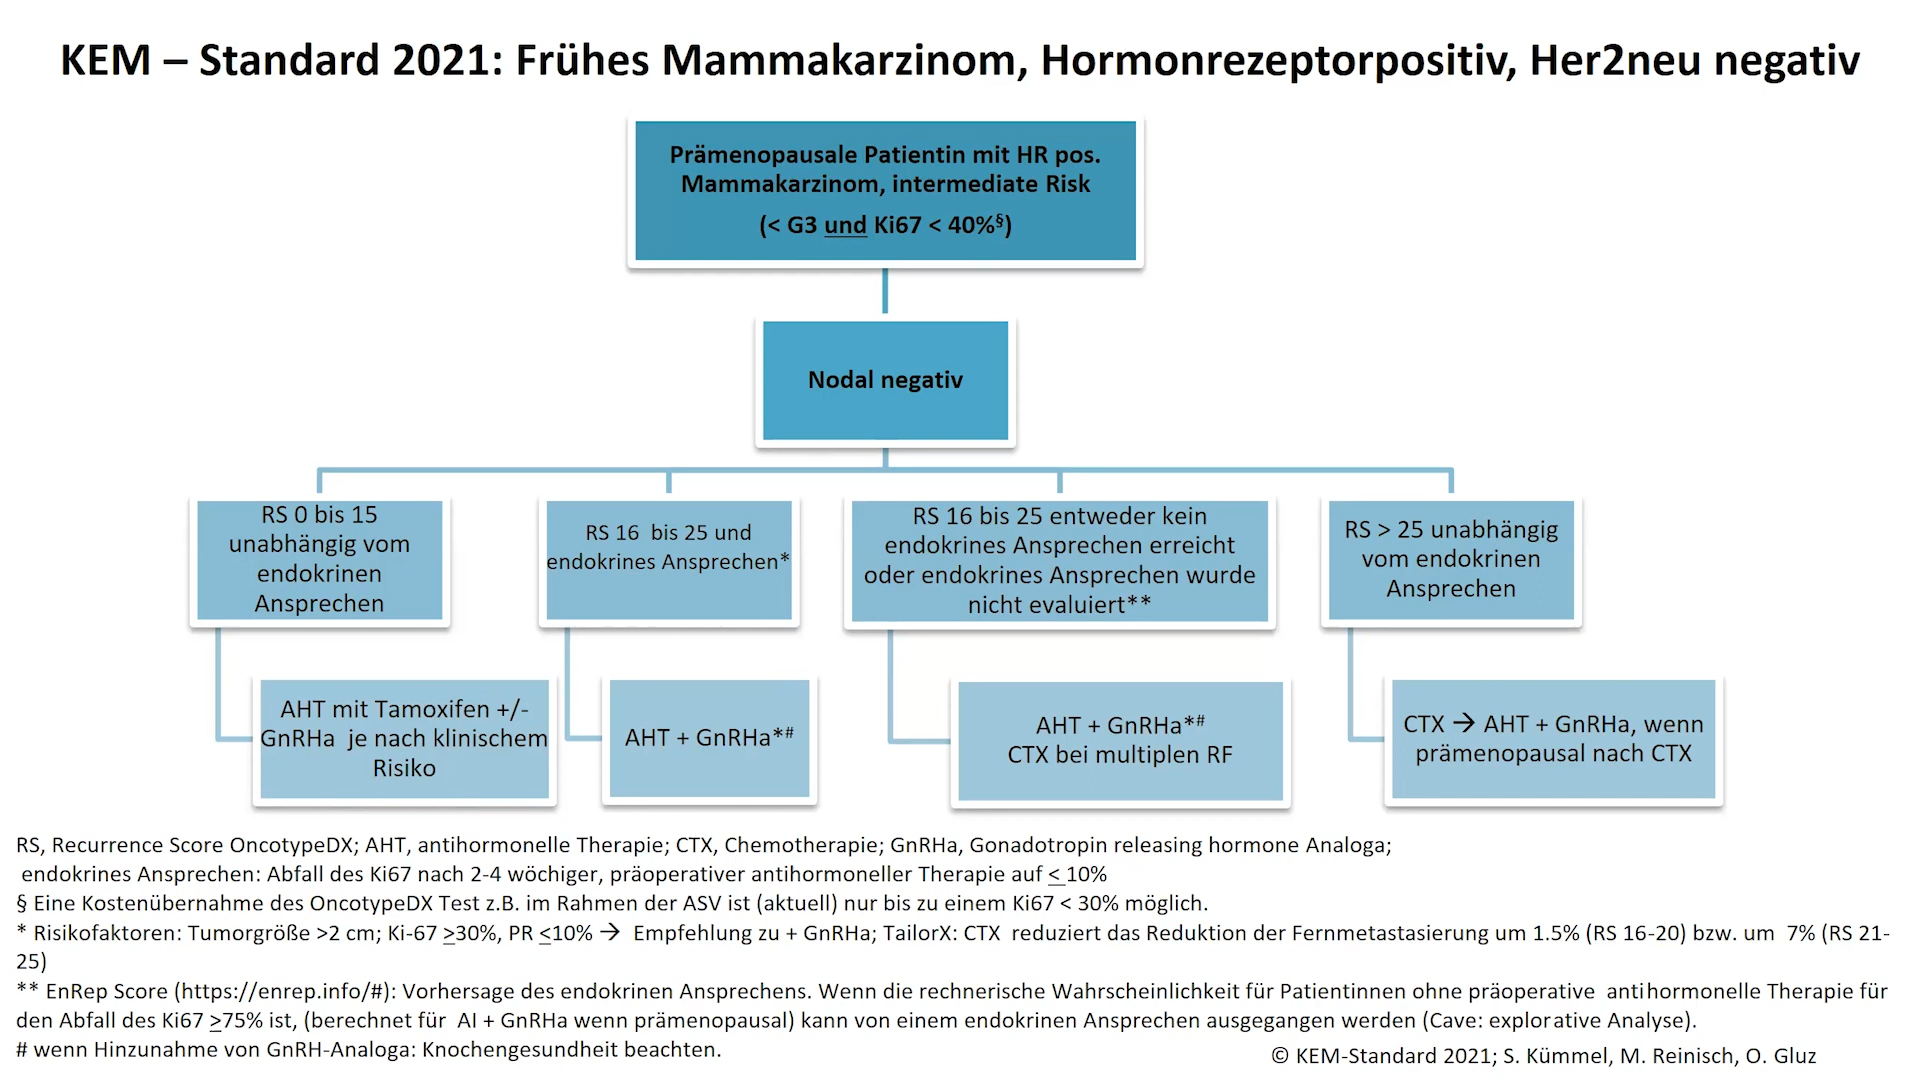 KEM – Standard 2021: Frühes Mammakarzinom, Hormonrezeptorpositiv, Her2neu negativ
Prämenopausale Patientin mit HR pos.
Mammakarzinom, intermediate Risk
(< G3 und Ki67 < 40%§)
Nodal negativ
RS 0 bis 15
unabhängig vom
endokrinen
Ansprechen
RS 16 bis 25 und
endokrines Ansprechen*
RS 16 bis 25 entweder kein
endokrines Ansprechen erreicht
oder endokrines Ansprechen wurde
nicht evaluiert**
RS > 25 unabhängig
vom endokrinen
Ansprechen
AHT mit Tamoxifen +/-
GnRHa je nach klinischem
Risiko
AHT + GnRHa*#
AHT + GnRHa*#
CTX bei multiplen RF
CTX → AHT + GnRHa, wenn
prämenopausal nach CTX
RS, Recurrence Score OncotypeDX; AHT, antihormonelle Therapie; CTX, Chemotherapie; GnRHa, Gonadotropin releasing hormone Analoga;
endokrines Ansprechen: Abfall des Ki67 nach 2-4 wöchiger, präoperativer antihormoneller Therapie auf < 10%
§ Eine Kostenübernahme des OncotypeDX Test z.B. im Rahmen der ASV ist (aktuell) nur bis zu einem Ki67 < 30% möglich.
* Risikofaktoren: Tumorgröße >2 cm; Ki-67 >30%, PR <10% → Empfehlung zu + GnRHa; TailorX: CTX reduziert das Reduktion der Fernmetastasierung um 1.5% (RS 16-20) bzw. um 7% (RS 21-
25)
** EnRep Score (https://enrep.info/#): Vorhersage des endokrinen Ansprechens. Wenn die rechnerische Wahrscheinlichkeit für Patientinnen ohne präoperative antihormonelle Therapie für
den Abfall des Ki67 >75% ist, (berechnet für AI + GnRHa wenn prämenopausal) kann von einem endokrinen Ansprechen ausgegangen werden (Cave: explorative Analyse).
# wenn Hinzunahme von GnRH-Analoga: Knochengesundheit beachten.
© KEM-Standard 2021; S. Kümmel, M. Reinisch, O. Gluz